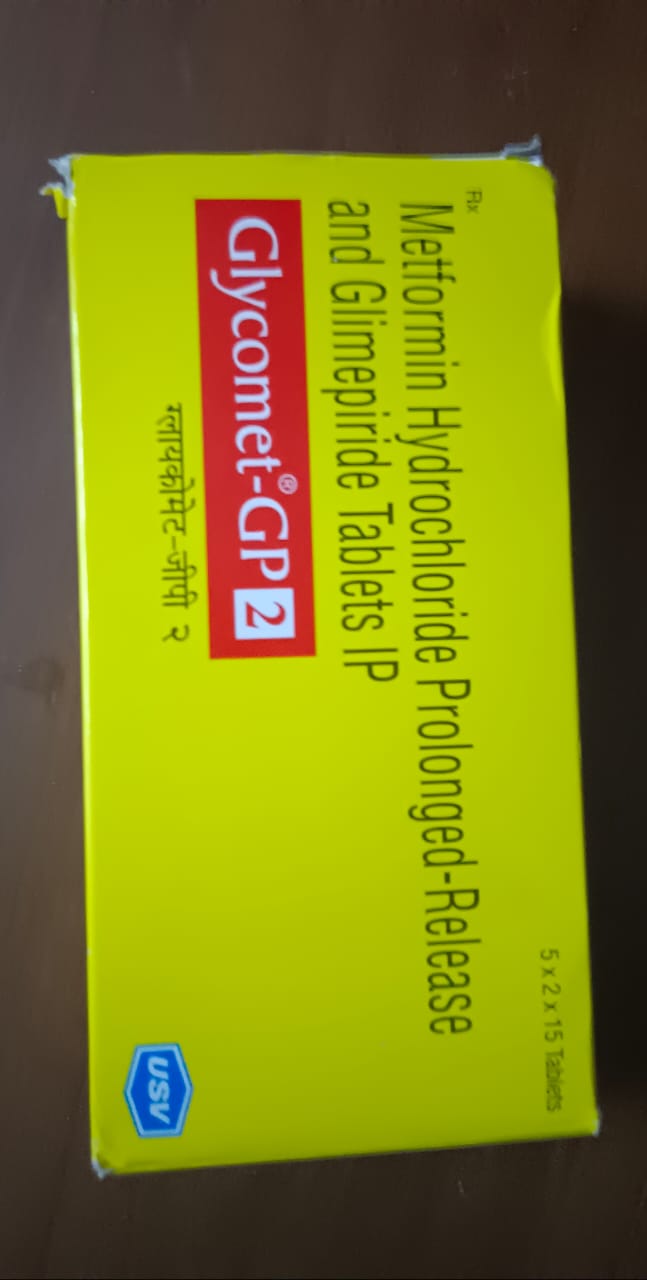 5 x 2 x 15 Tablets
Rx
Metformin Hydrochloride Prolonged-Release
and Glimepiride Tablets IP
Glycomet®-GP 2
ग्लायकोमेट-जीपी २
USV